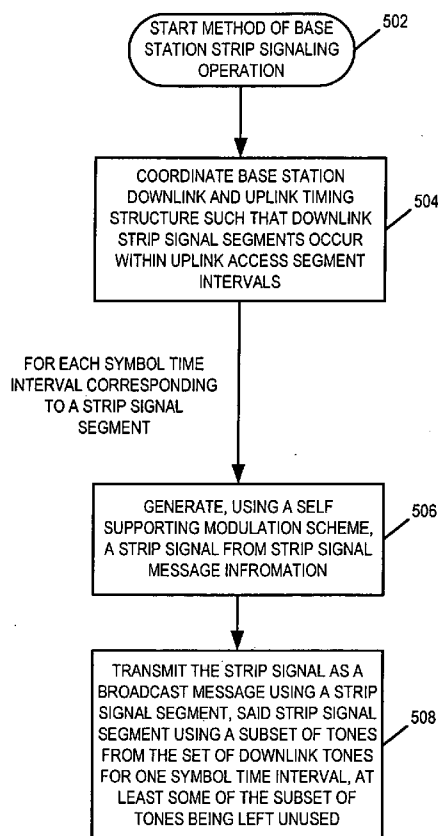 START METHOD OF BASE
STATION STRIP SIGNALING
OPERATION
502
COORDINATE BASE STATION
DOWNLINK AND UPLINK TIMING
STRUCTURE SUCH THAT DOWNLINK
STRIP SIGNAL SEGMENTS OCCUR
WITHIN UPLINK ACCESS SEGMENT
INTERVALS
504
FOR EACH SYMBOL TIME
INTERVAL CORRESPONDING
TO A STRIP SIGNAL
SEGMENT
GENERATE, USING A SELF
SUPPORTING MODULATION SCHEME,
A STRIP SIGNAL FROM STRIP SIGNAL
MESSAGE INFROMATION
506
TRANSMIT THE STRIP SIGNAL AS A
BROADCAST MESSAGE USING A STRIP
SIGNAL SEGMENT, SAID STRIP SIGNAL
SEGMENT USING A SUBSET OF TONES
FROM THE SET OF DOWNLINK TONES
FOR ONE SYMBOL TIME INTERVAL, AT
LEAST SOME OF THE SUBSET OF
TONES BEING LEFT UNUSED
508